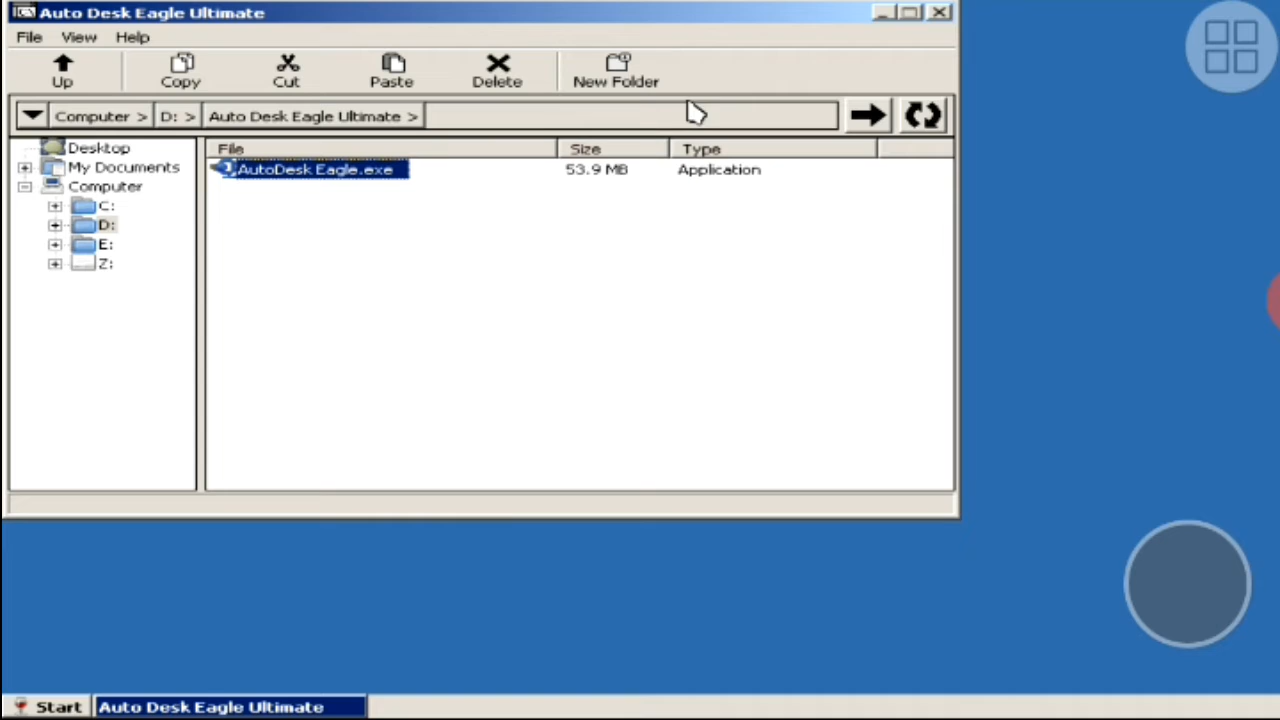 Auto Desk Eagle Ultimate
File View Help
Up Copy Cut Paste Delete New Folder
Computer > D: > Auto Desk Eagle Ultimate >
Desktop
My Documents
Computer
C:
D:
E:
Z:
File Size Type
AutoDesk Eagle.exe 53.9 MB Application
Start Auto Desk Eagle Ultimate